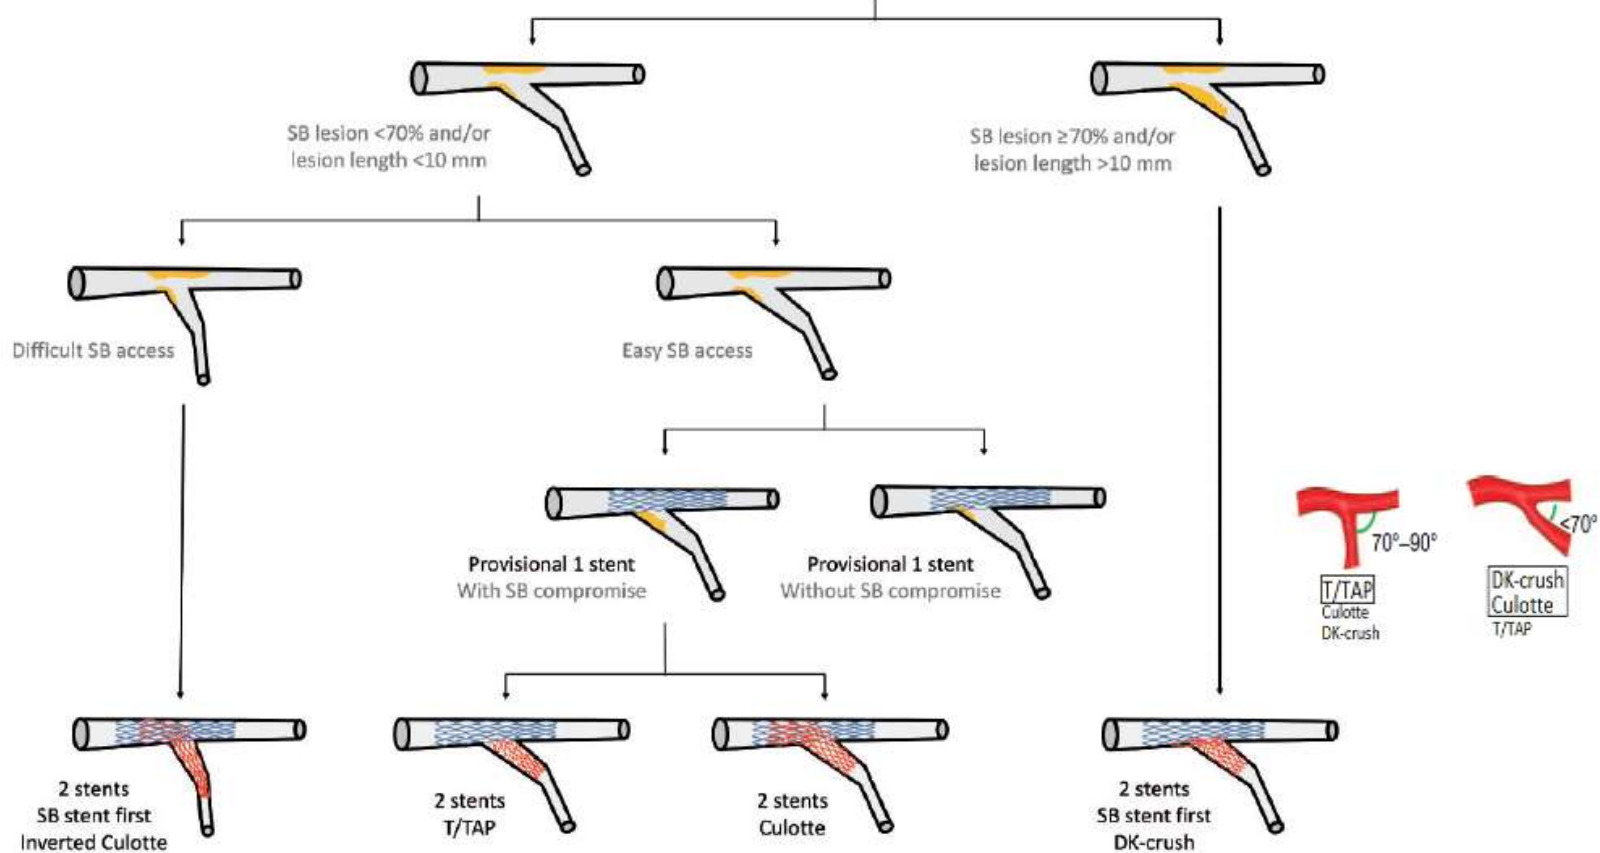 SB lesion <70% and/or
lesion length <10 mm
SB lesion ≥70% and/or
lesion length >10 mm
Difficult SB access
Easy SB access
Provisional 1 stent
With SB compromise
Provisional 1 stent
Without SB compromise
70°–90°
<70°
T/TAP
Culotte
DK-crush
DK-crush
Culotte
T/TAP
2 stents
SB stent first
Inverted Culotte
2 stents
T/TAP
2 stents
Culotte
2 stents
SB stent first
DK-crush